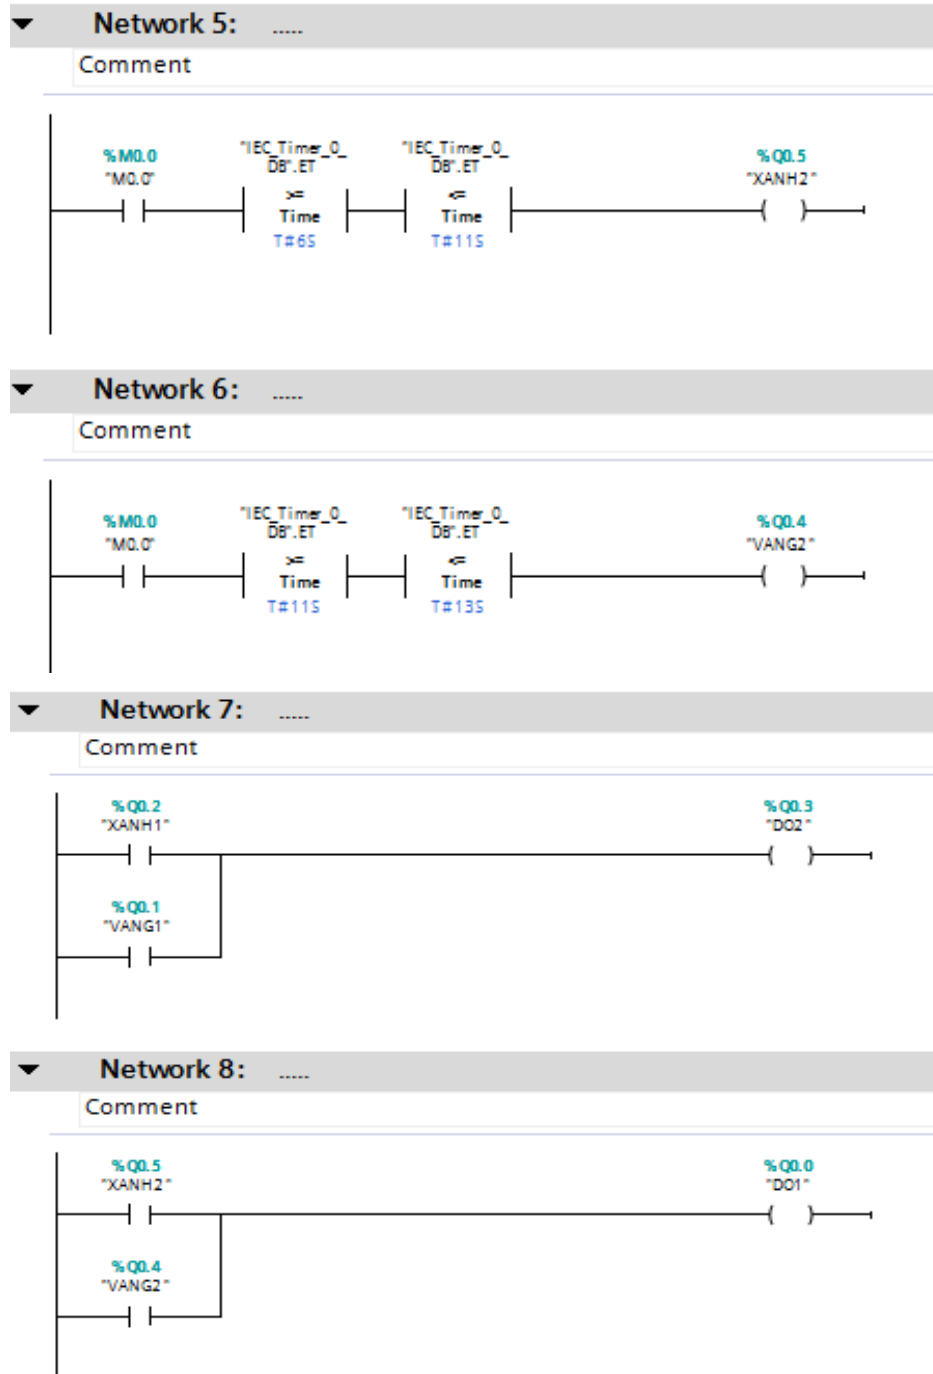 Network 5: .....
Comment
%M0.0
"M0.0"
"IEC_Timer_0_
DB".ET
>=
Time
T#6S
"IEC_Timer_0_
DB".ET
<=
Time
T#11S
%Q0.5
"XANH2"
Network 6: .....
Comment
%M0.0
"M0.0"
"IEC_Timer_0_
DB".ET
>=
Time
T#11S
"IEC_Timer_0_
DB".ET
<=
Time
T#13S
%Q0.4
"VANG2"
Network 7: .....
Comment
%Q0.2
"XANH1"
%Q0.3
"DO2"
%Q0.1
"VANG1"
Network 8: .....
Comment
%Q0.5
"XANH2"
%Q0.0
"DO1"
%Q0.4
"VANG2"